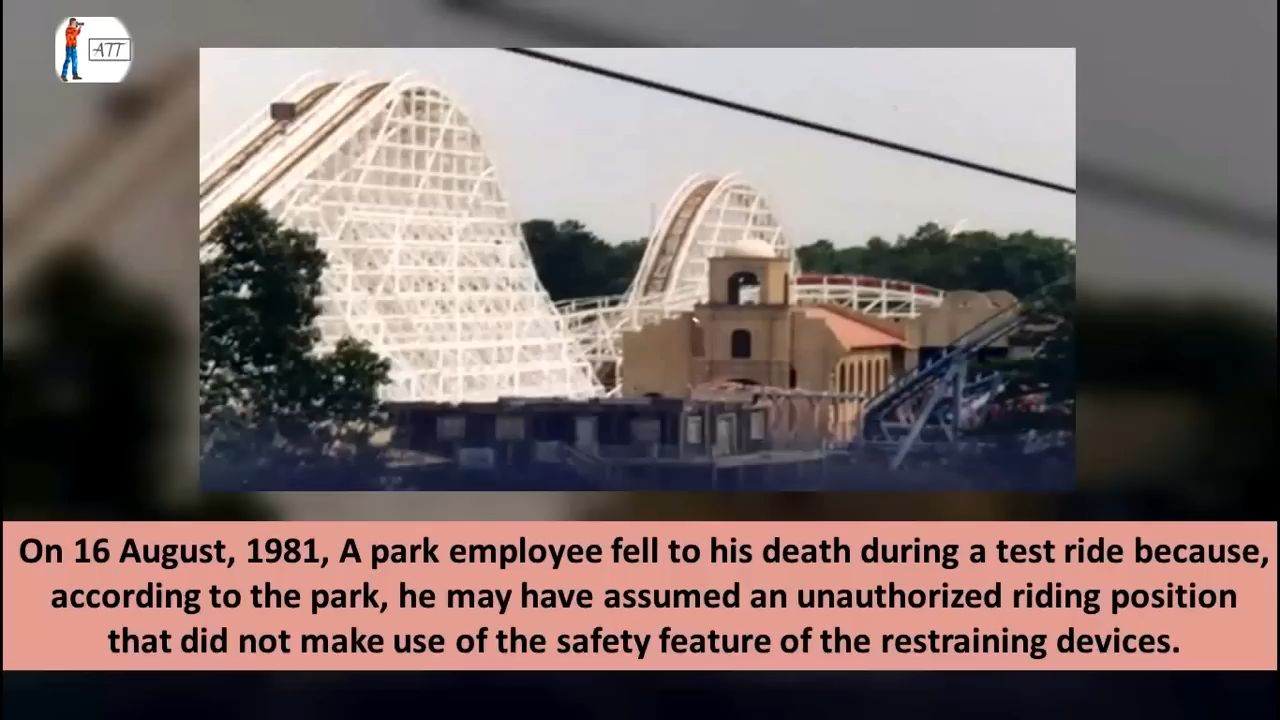 ATT
On 16 August, 1981, A park employee fell to his death during a test ride because,
according to the park, he may have assumed an unauthorized riding position
that did not make use of the safety feature of the restraining devices.